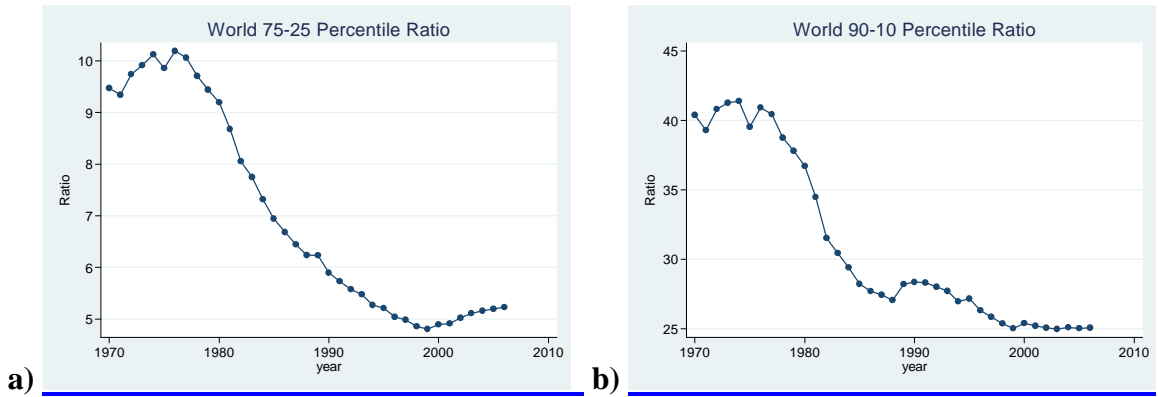 World 75-25 Percentile Ratio
10
9
8
7
6
5
Ratio
1970
1980
1990
2000
2010
year
a)
World 90-10 Percentile Ratio
45
40
35
30
25
Ratio
1970
1980
1990
2000
2010
year
b)